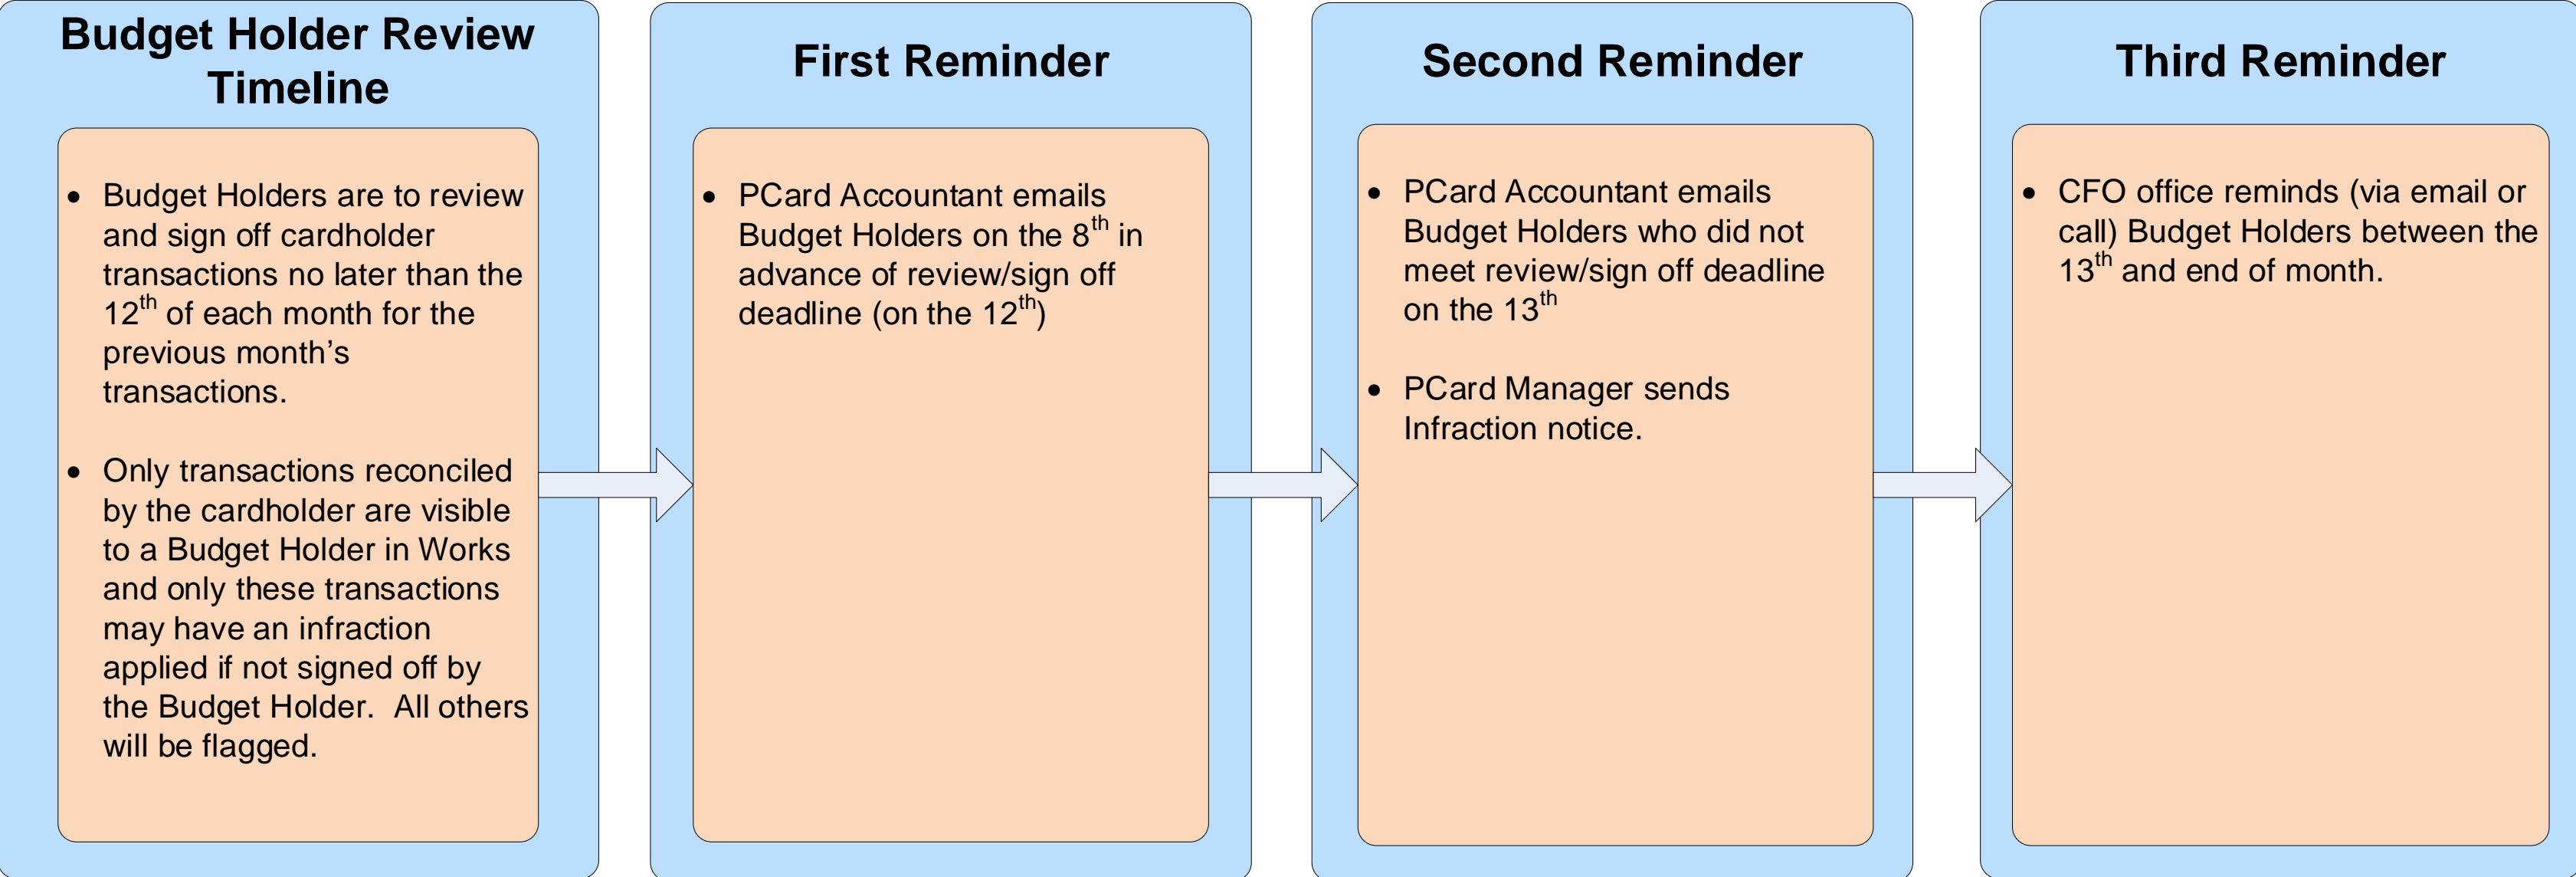 Budget Holder Review
Timeline
• Budget Holders are to review
and sign off cardholder
transactions no later than the
12th of each month for the
previous month’s
transactions.
• Only transactions reconciled
by the cardholder are visible
to a Budget Holder in Works
and only these transactions
may have an infraction
applied if not signed off by
the Budget Holder.  All others
will be flagged.
First Reminder
• PCard Accountant emails
Budget Holders on the 8th in
advance of review/sign off
deadline (on the 12th)
Second Reminder
• PCard Accountant emails
Budget Holders who did not
meet review/sign off deadline
on the 13th
• PCard Manager sends
Infraction notice.
Third Reminder
• CFO office reminds (via email or
call) Budget Holders between the
13th and end of month.